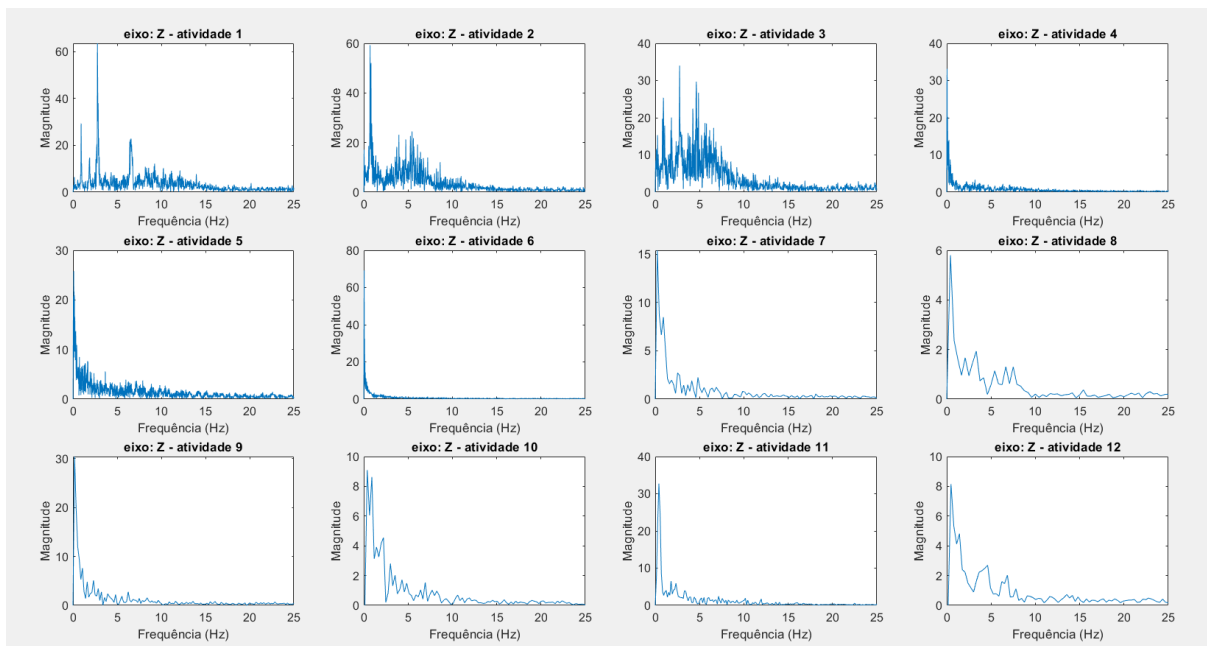 eixo: Z - atividade 1
60
40
20
0
Magnitude
0 5 10 15 20 25
Frequência (Hz)
eixo: Z - atividade 2
60
40
20
0
Magnitude
0 5 10 15 20 25
Frequência (Hz)
eixo: Z - atividade 3
40
30
20
10
0
Magnitude
0 5 10 15 20 25
Frequência (Hz)
eixo: Z - atividade 4
40
30
20
10
0
Magnitude
0 5 10 15 20 25
Frequência (Hz)
eixo: Z - atividade 5
30
20
10
0
Magnitude
0 5 10 15 20 25
Frequência (Hz)
eixo: Z - atividade 6
80
60
40
20
0
Magnitude
0 5 10 15 20 25
Frequência (Hz)
eixo: Z - atividade 7
15
10
5
0
Magnitude
0 5 10 15 20 25
Frequência (Hz)
eixo: Z - atividade 8
6
4
2
0
Magnitude
0 5 10 15 20 25
Frequência (Hz)
eixo: Z - atividade 9
30
20
10
0
Magnitude
0 5 10 15 20 25
Frequência (Hz)
eixo: Z - atividade 10
10
8
6
4
2
0
Magnitude
0 5 10 15 20 25
Frequência (Hz)
eixo: Z - atividade 11
40
30
20
10
0
Magnitude
0 5 10 15 20 25
Frequência (Hz)
eixo: Z - atividade 12
10
8
6
4
2
0
Magnitude
0 5 10 15 20 25
Frequência (Hz)